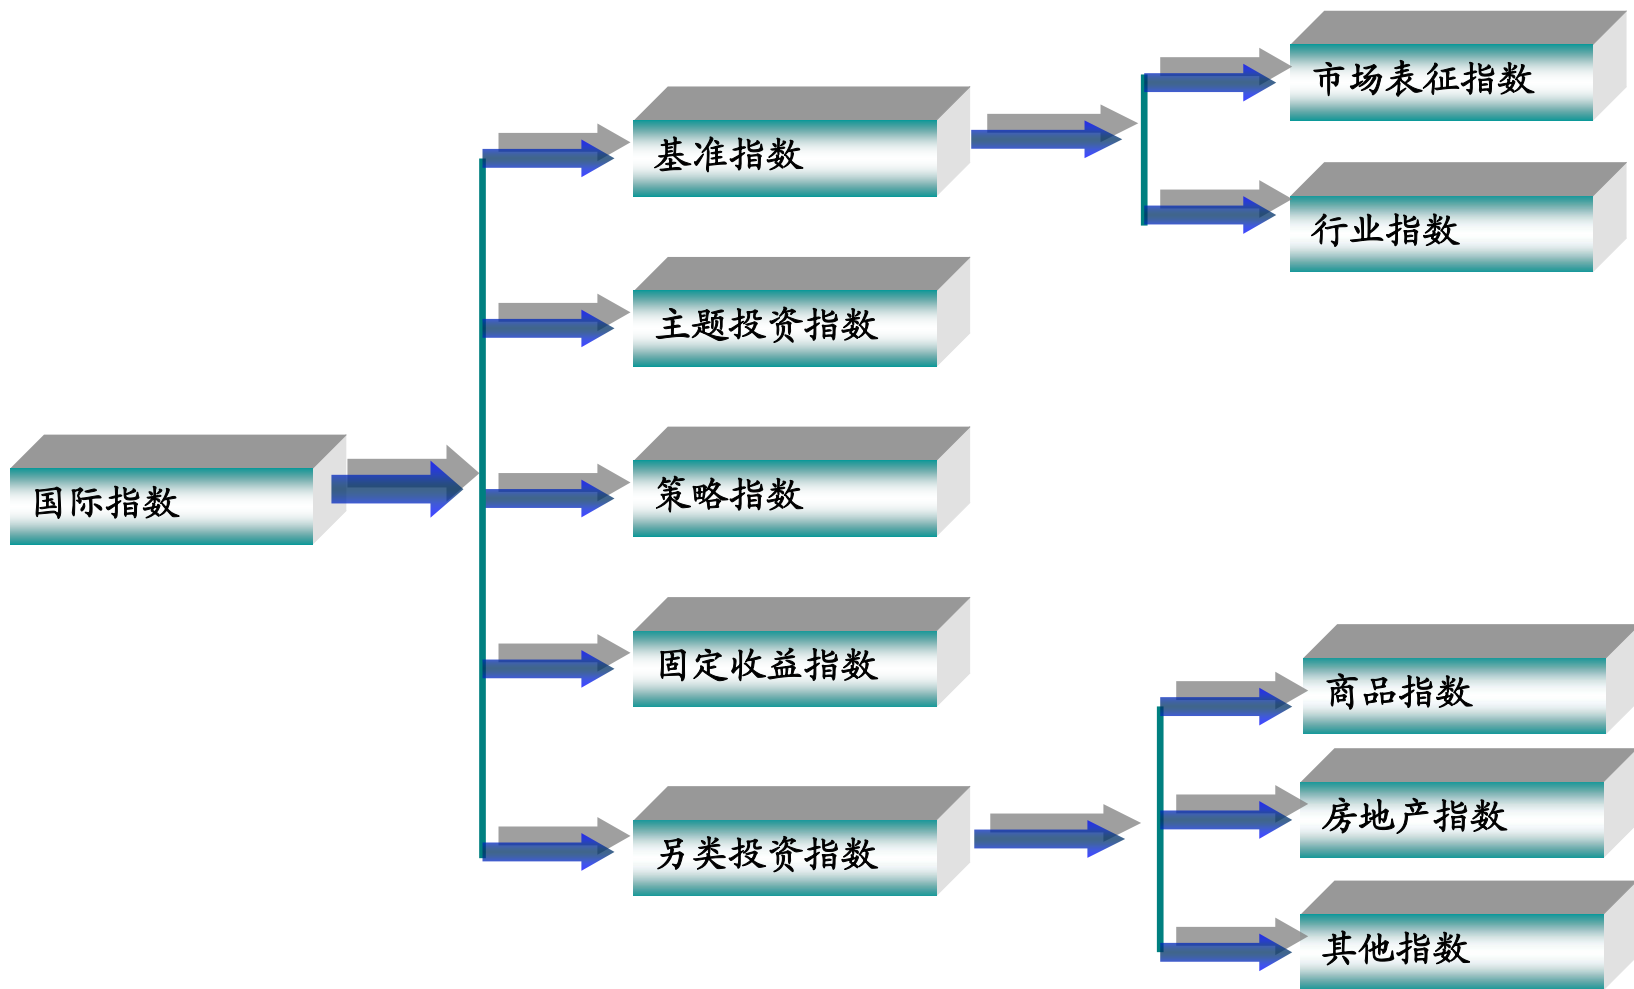 国际指数
基准指数
主题投资指数
策略指数
固定收益指数
另类投资指数
市场表征指数
行业指数
商品指数
房地产指数
其他指数